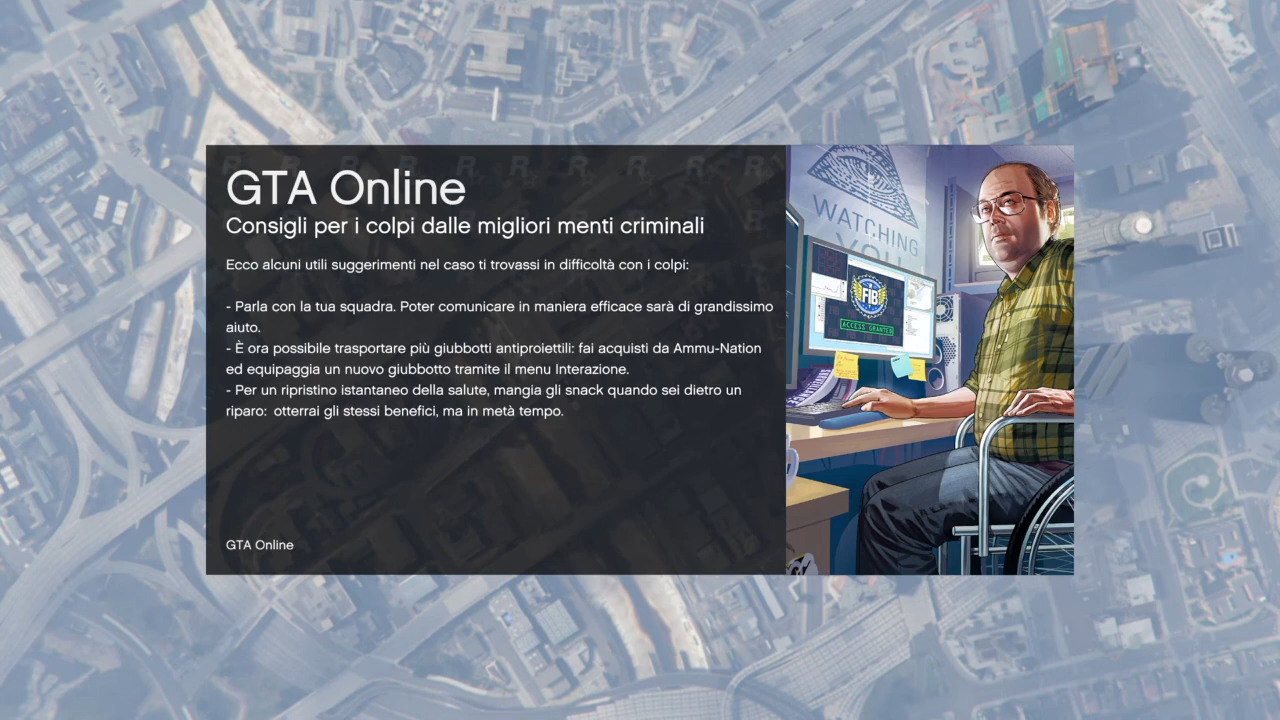 GTA Online
Consigli per i colpi dalle migliori menti criminali
Ecco alcuni utili suggerimenti nel caso ti trovassi in difficoltà con i colpi:
- Parla con la tua squadra. Poter comunicare in maniera efficace sarà di grandissimo
aiuto.
- È ora possibile trasportare più giubbotti antiproiettili: fai acquisti da Ammu-Nation
ed equipaggia un nuovo giubbotto tramite il menu Interazione.
- Per un ripristino istantaneo della salute, mangia gli snack quando sei dietro un
riparo: otterrai gli stessi benefici, ma in metà tempo.
GTA Online
WATCHING
YOU
FIB
ACCESS GRANTED